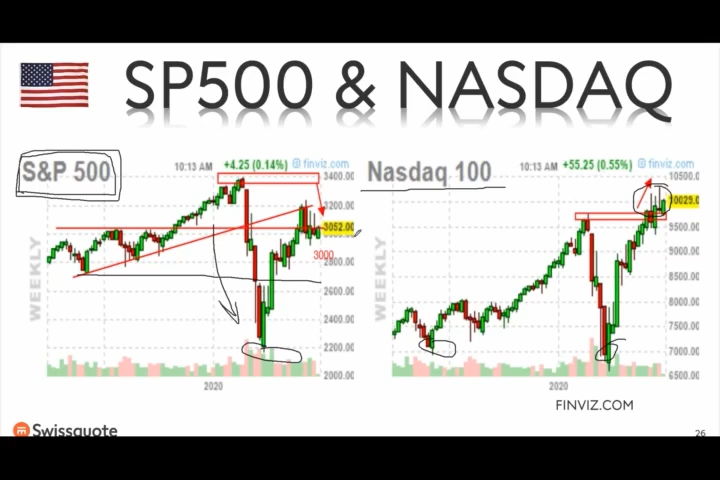 SP500 & NASDAQ
S&P 500
10:13 AM +4.25 (0.14%) finviz.com
3400.00
3200.00
3052.00
3000
2800.00
2600.00
2400.00
2200.00
2000.00
WEEKLY
2020
Nasdaq 100
10:13 AM +55.25 (0.55%) finviz.com
10500.0
10025.0
9500.00
9000.00
8500.00
8000.00
7500.00
7000.00
6500.00
WEEKLY
2020
FINVIZ.COM
Swissquote
26